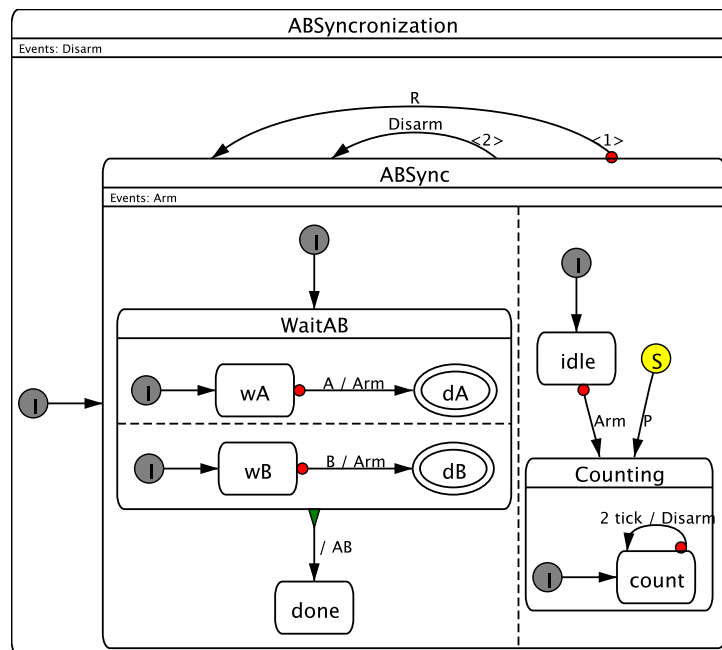 ABSyncronization
Events: Disarm
R
Disarm
<2>
<1>
ABSync
Events: Arm
I
I
WaitAB
idle
S
I
wA
A / Arm
dA
I
Arm
P
I
wB
B / Arm
dB
Counting
2 tick / Disarm
/ AB
I
count
done